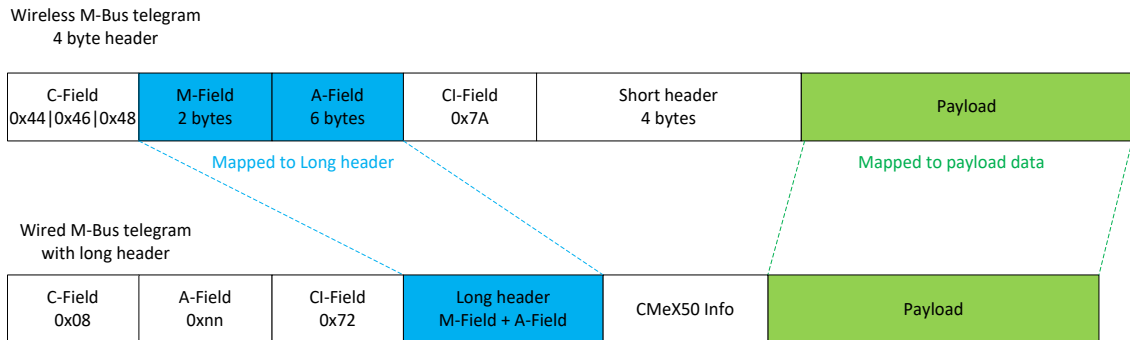 Wireless M-Bus telegram
4 byte header
C-Field
0x44|0x46|0x48
M-Field
2 bytes
A-Field
6 bytes
CI-Field
0x7A
Short header
4 bytes
Payload
Mapped to Long header
Mapped to payload data
Wired M-Bus telegram
with long header
C-Field
0x08
A-Field
0xnn
CI-Field
0x72
Long header
M-Field + A-Field
CMeX50 Info
Payload